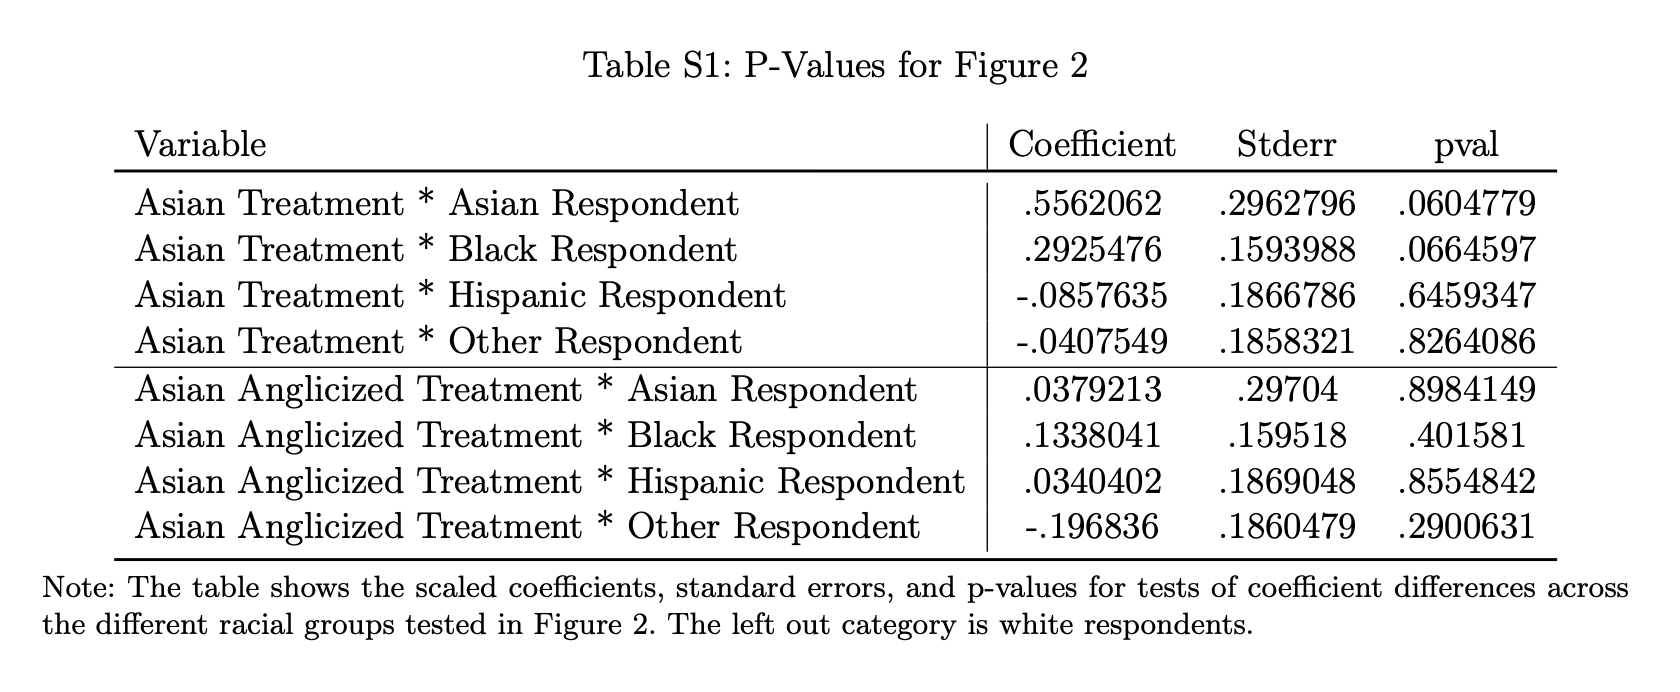 Table S1: P-Values for Figure 2
Variable Coefficient Stderr pval
Asian Treatment * Asian Respondent .5562062 .2962796 .0604779
Asian Treatment * Black Respondent .2925476 .1593988 .0664597
Asian Treatment * Hispanic Respondent -.0857635 .1866786 .6459347
Asian Treatment * Other Respondent -.0407549 .1858321 .8264086
Asian Anglicized Treatment * Asian Respondent .0379213 .29704 .8984149
Asian Anglicized Treatment * Black Respondent .1338041 .159518 .401581
Asian Anglicized Treatment * Hispanic Respondent .0340402 .1869048 .8554842
Asian Anglicized Treatment * Other Respondent -.196836 .1860479 .2900631
Note: The table shows the scaled coefficients, standard errors, and p-values for tests of coefficient differences across
the different racial groups tested in Figure 2. The left out category is white respondents.